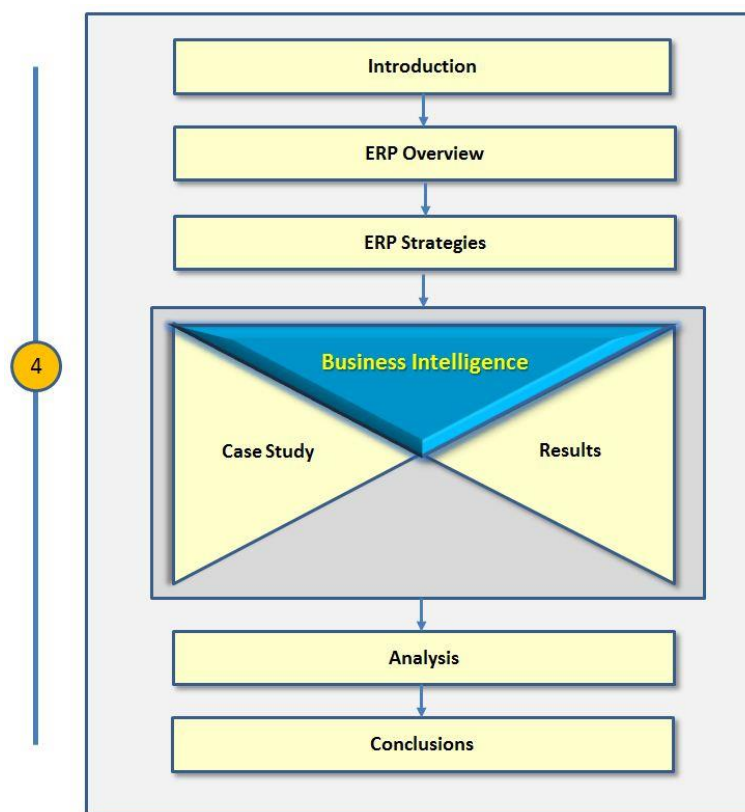 Introduction
ERP Overview
ERP Strategies
4
Business Intelligence
Case Study
Results
Analysis
Conclusions